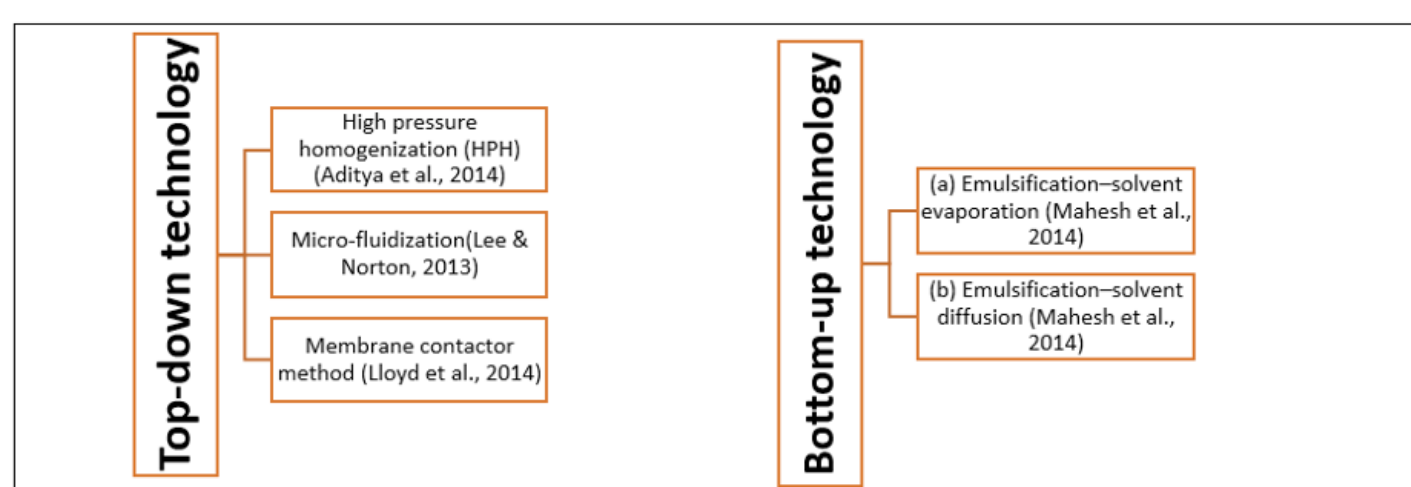 Top-down technology
High pressure
homogenization (HPH)
(Aditya et al., 2014)
Micro-fluidization(Lee &
Norton, 2013)
Membrane contactor
method (Lloyd et al., 2014)
Bottom-up technology
(a) Emulsification–solvent
evaporation (Mahesh et al.,
2014)
(b) Emulsification–solvent
diffusion (Mahesh et al.,
2014)